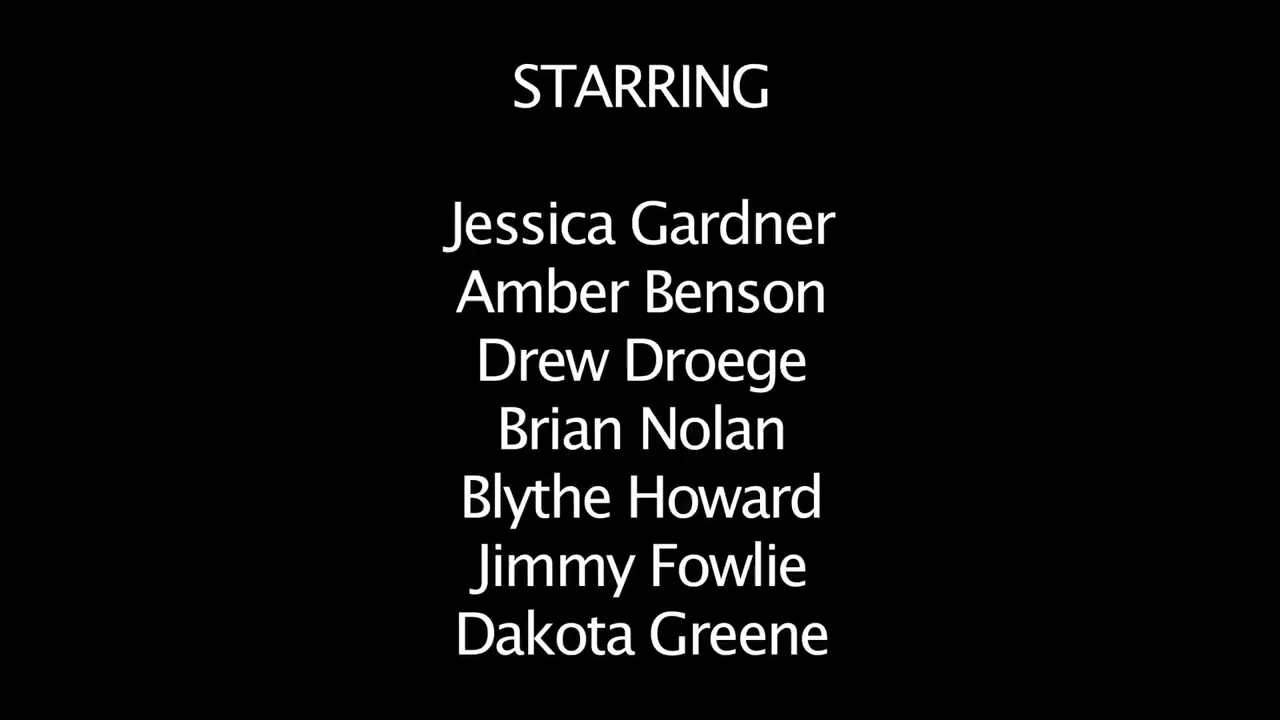 STARRING
Jessica Gardner
Amber Benson
Drew Droege
Brian Nolan
Blythe Howard
Jimmy Fowlie
Dakota Greene